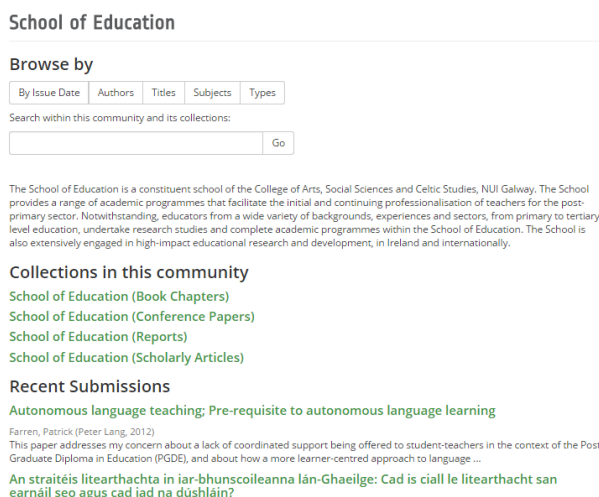 School of Education
Browse by
By Issue Date Authors Titles Subjects Types
Search within this community and its collections:
Go
The School of Education is a constituent school of the College of Arts, Social Sciences and Celtic Studies, NUI Galway. The School
provides a range of academic programmes that facilitate the initial and continuing professionalisation of teachers for the post-
primary sector. Notwithstanding, educators from a wide variety of backgrounds, experiences and sectors, from primary to tertiary
level education, undertake research studies and complete academic programmes within the School of Education. The School is
also extensively engaged in high-impact educational research and development, in Ireland and internationally.
Collections in this community
School of Education (Book Chapters)
School of Education (Conference Papers)
School of Education (Reports)
School of Education (Scholarly Articles)
Recent Submissions
Autonomous language teaching; Pre-requisite to autonomous language learning
Farren, Patrick (Peter Lang, 2012)
This paper addresses my concern about a lack of coordinated support being offered to student-teachers in the context of the Post
Graduate Diploma in Education (PGDE), and about how a more learner-centred approach to language ...
An straitéis litearthachta in iar-bhunscoileanna lán-Ghaeilge: Cad is ciall le litearthacht san
earnáil seo agus cad iad na dúshláin?